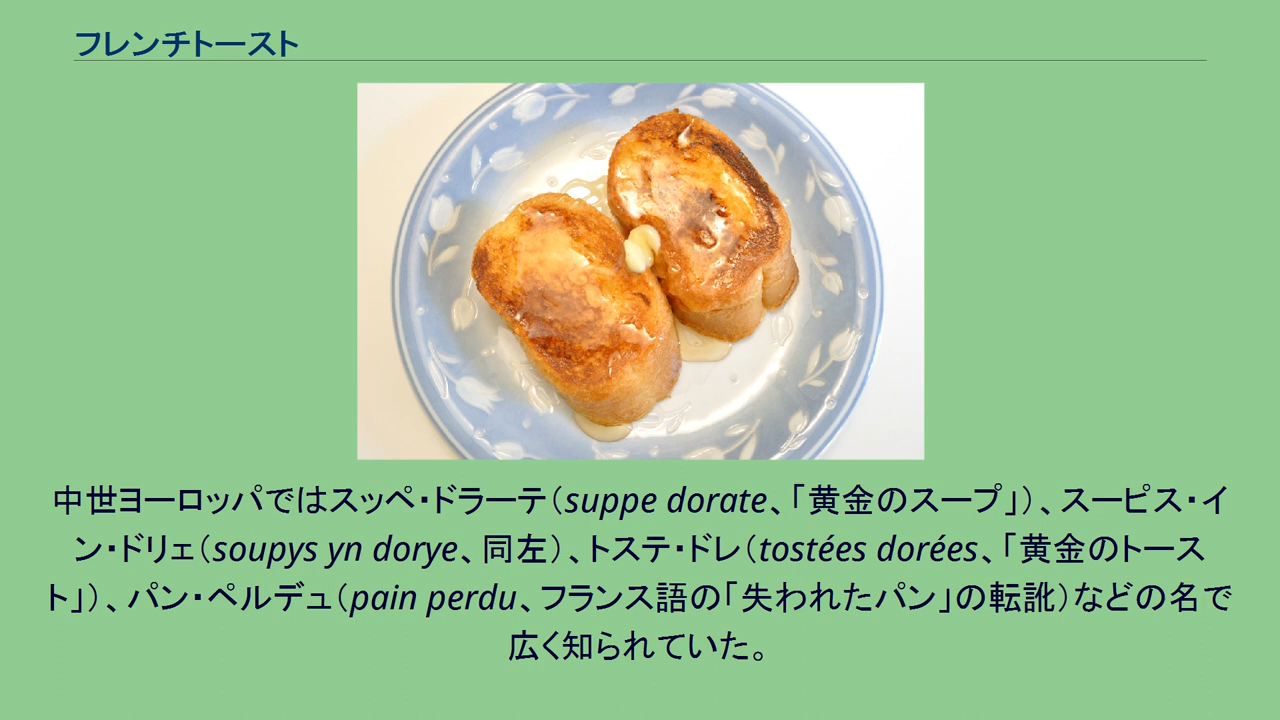 フレンチトースト
中世ヨーロッパではスッペ・ドラーテ（suppe dorate、「黄金のスープ」）、スーピス・イ
ン・ドリェ（soupys yn dorye、同左）、トステ・ドレ（tostées dorées、「黄金のトース
ト」）、パン・ペルデュ（pain perdu、フランス語の「失われたパン」の転訛）などの名で
広く知られていた。